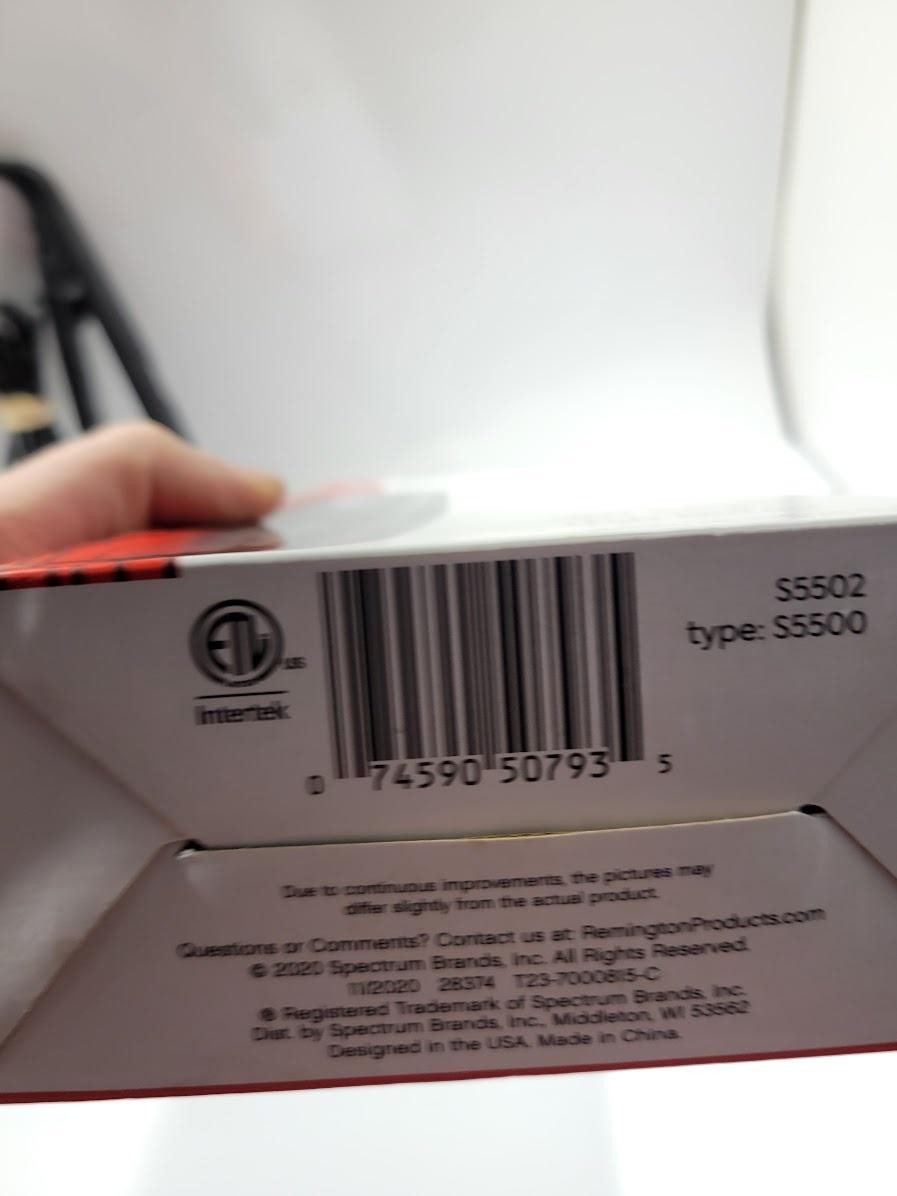 S5502
type: S5500
ETL
US
Intertek
0 74590 50793 5
Due to continuous improvements, the pictures may
differ slightly from the actual product.
Questions or Comments? Contact us at: RemingtonProducts.com
© 2020 Spectrum Brands, Inc. All Rights Reserved.
11/2020 28374 T23-7000815-C
® Registered Trademark of Spectrum Brands, Inc.
Dist. by Spectrum Brands, Inc., Middleton, WI 53562
Designed in the USA. Made in China.